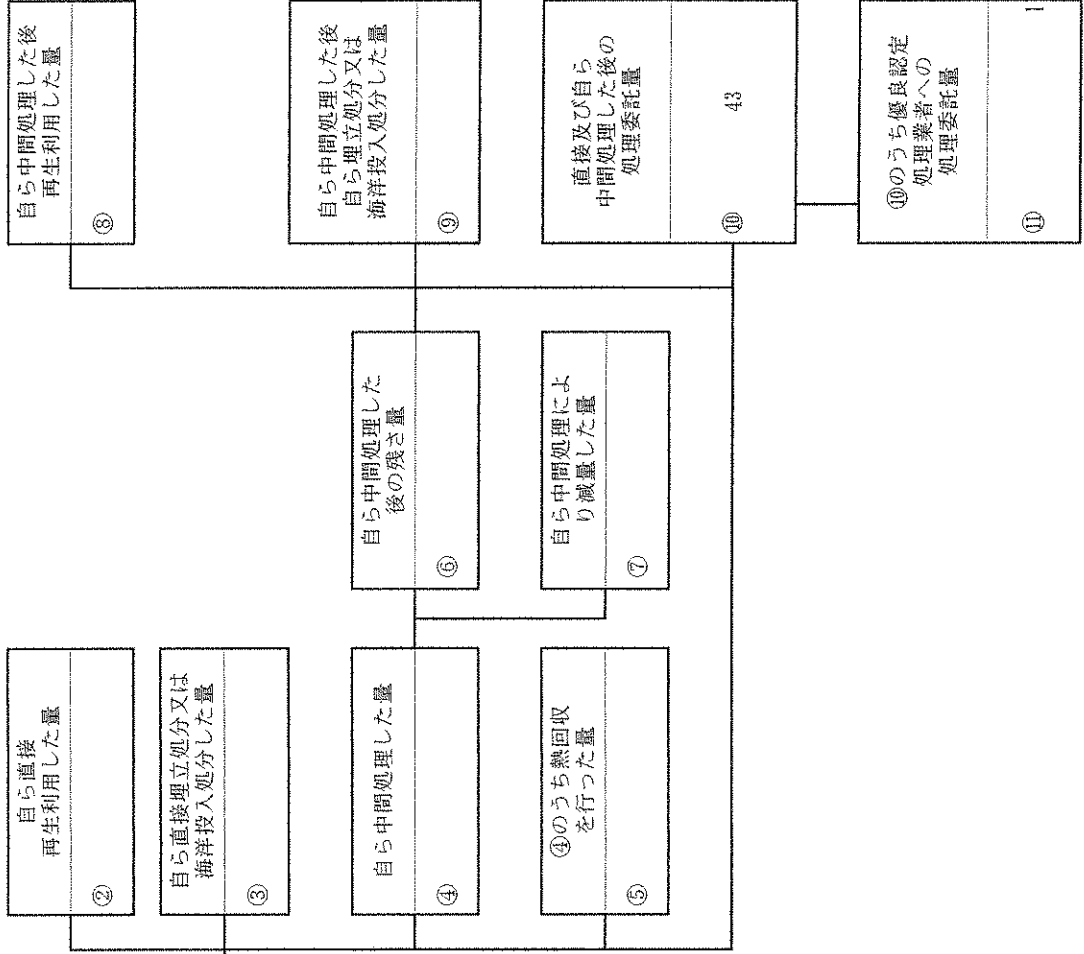 自ら直接
再生利用した量
②
自ら直接埋立処分又は
海洋投入処分した量
③
自ら中間処理した量
④
④のうち熱回収
を行った量
⑤
自ら中間処理した
後の残さ量
⑥
自ら中間処理によ
り減量した量
⑦
自ら中間処理した後
再生利用した量
⑧
自ら中間処理した後
自ら埋立処分又は
海洋投入処分した量
⑨
直接及び自ら
中間処理した後の
処理委託量
⑩
43
⑩のうち優良認定
処理業者への
処理委託量
⑪
1